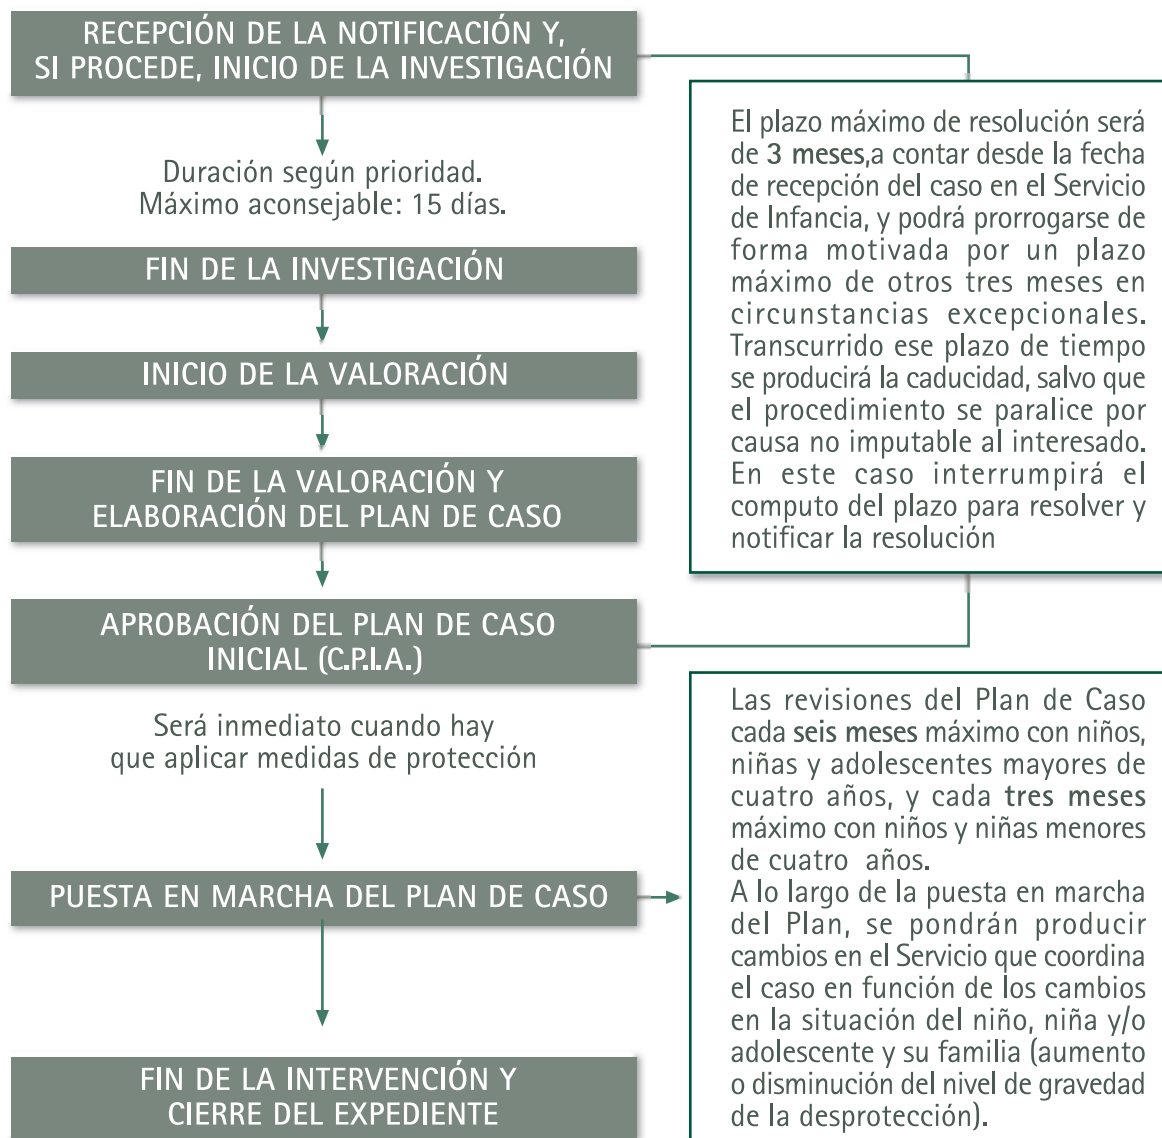 RECEPCIÓN DE LA NOTIFICACIÓN Y,
SI PROCEDE, INICIO DE LA INVESTIGACIÓN
Duración según prioridad.
Máximo aconsejable: 15 días.
FIN DE LA INVESTIGACIÓN
INICIO DE LA VALORACIÓN
FIN DE LA VALORACIÓN Y
ELABORACIÓN DEL PLAN DE CASO
APROBACIÓN DEL PLAN DE CASO
INICIAL (C.P.I.A.)
Será inmediato cuando hay
que aplicar medidas de protección
PUESTA EN MARCHA DEL PLAN DE CASO
FIN DE LA INTERVENCIÓN Y
CIERRE DEL EXPEDIENTE
El plazo máximo de resolución será
de 3 meses,a contar desde la fecha
de recepción del caso en el Servicio
de Infancia, y podrá prorrogarse de
forma motivada por un plazo
máximo de otros tres meses en
circunstancias excepcionales.
Transcurrido ese plazo de tiempo
se producirá la caducidad, salvo que
el procedimiento se paralice por
causa no imputable al interesado.
En este caso interrumpirá el
computo del plazo para resolver y
notificar la resolución
Las revisiones del Plan de Caso
cada seis meses máximo con niños,
niñas y adolescentes mayores de
cuatro años, y cada tres meses
máximo con niños y niñas menores
de cuatro años.
A lo largo de la puesta en marcha
del Plan, se pondrán producir
cambios en el Servicio que coordina
el caso en función de los cambios
en la situación del niño, niña y/o
adolescente y su familia (aumento
o disminución del nivel de gravedad
de la desprotección).